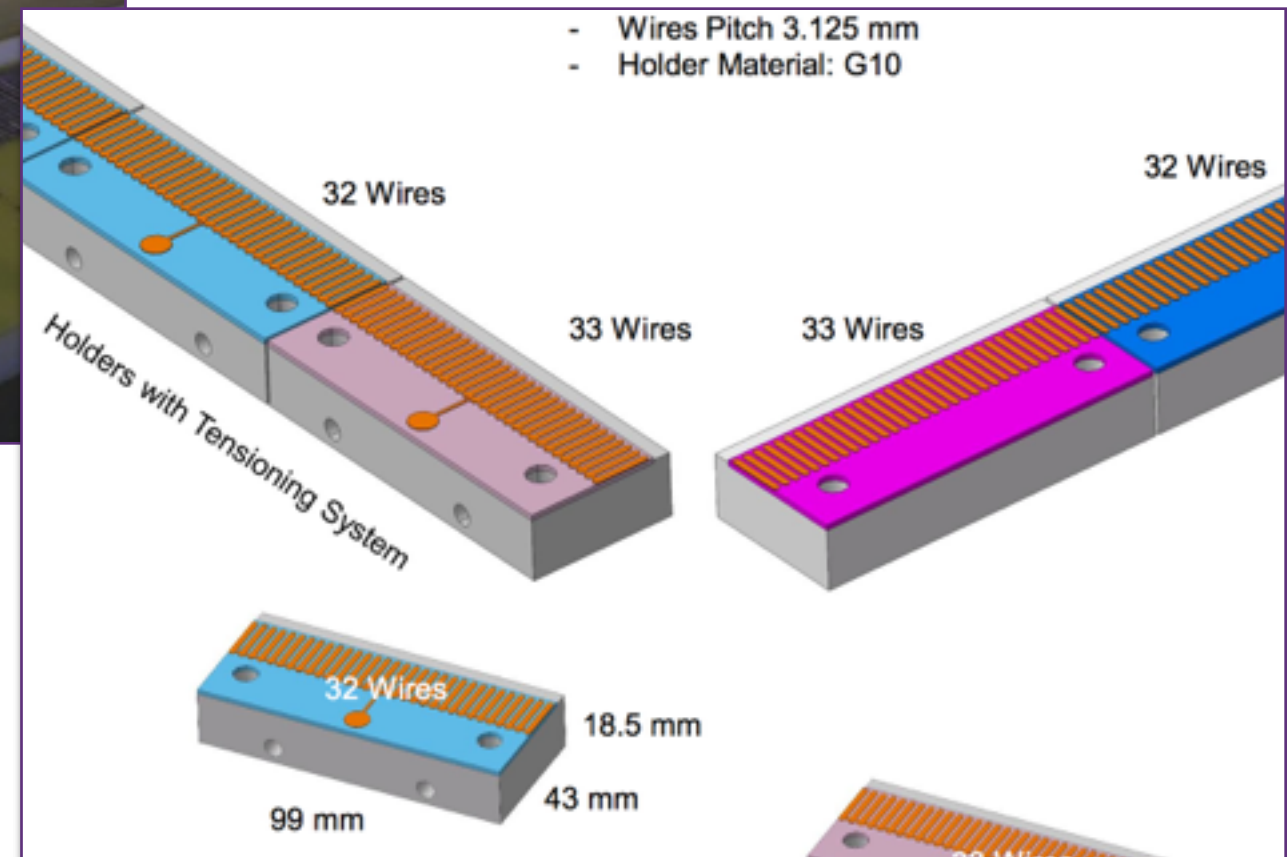 - Wires Pitch 3.125 mm
- Holder Material: G10
32 Wires
32 Wires
33 Wires
33 Wires
Holders with Tensioning System
32 Wires
18.5 mm
43 mm
99 mm